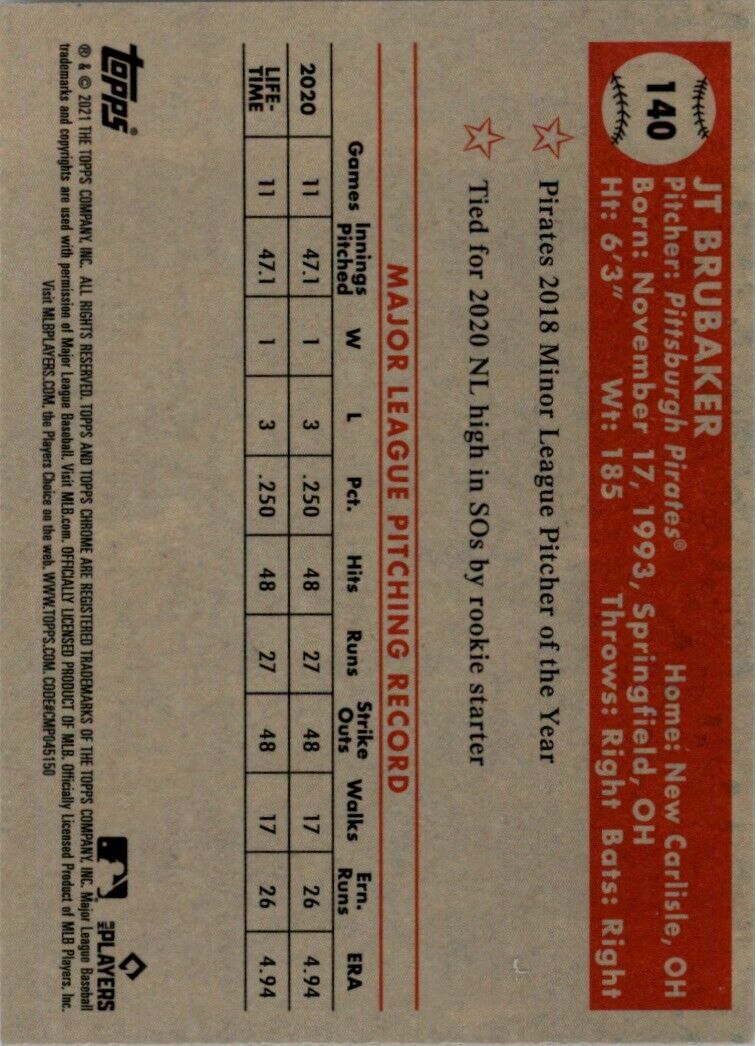 140
JT BRUBAKER
Pitcher: Pittsburgh Pirates® Home: New Carlisle, OH
Born: November 17, 1993, Springfield, OH
Ht: 6'3" Wt: 185 Throws: Right Bats: Right
Pirates 2018 Minor League Pitcher of the Year
Tied for 2020 NL high in SOs by rookie starter
MAJOR LEAGUE PITCHING RECORD
Games Innings Pitched W L Pct. Hits Runs Strike Outs Walks Ern. Runs ERA
2020 11 47.1 1 3 .250 48 27 48 17 26 4.94
LIFE-TIME 11 47.1 1 3 .250 48 27 48 17 26 4.94
topps®
MLB PLAYERS
® & © 2021 THE TOPPS COMPANY, INC. ALL RIGHTS RESERVED. TOPPS AND TOPPS CHROME ARE REGISTERED TRADEMARKS OF THE TOPPS COMPANY, INC. Major League Baseball
trademarks and copyrights are used with permission of Major League Baseball. Visit MLB.com. OFFICIALLY LICENSED PRODUCT OF MLB. Officially Licensed Product of MLB Players, Inc.
Visit MLBPLAYERS.COM, the Players Choice on the web. WWW.TOPPS.COM. CODE#CMP045150